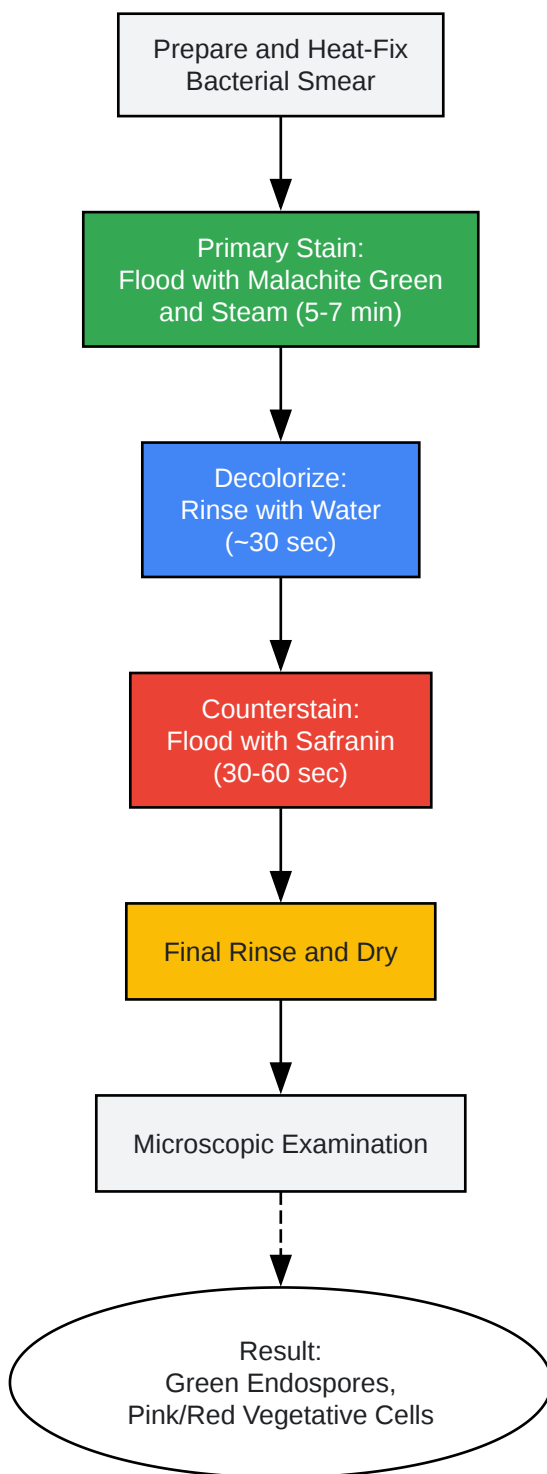 Prepare and Heat-Fix
Bacterial Smear
Primary Stain:
Flood with Malachite Green
and Steam (5-7 min)
Decolorize:
Rinse with Water
(~30 sec)
Counterstain:
Flood with Safranin
(30-60 sec)
Final Rinse and Dry
Microscopic Examination
Result:
Green Endospores,
Pink/Red Vegetative Cells